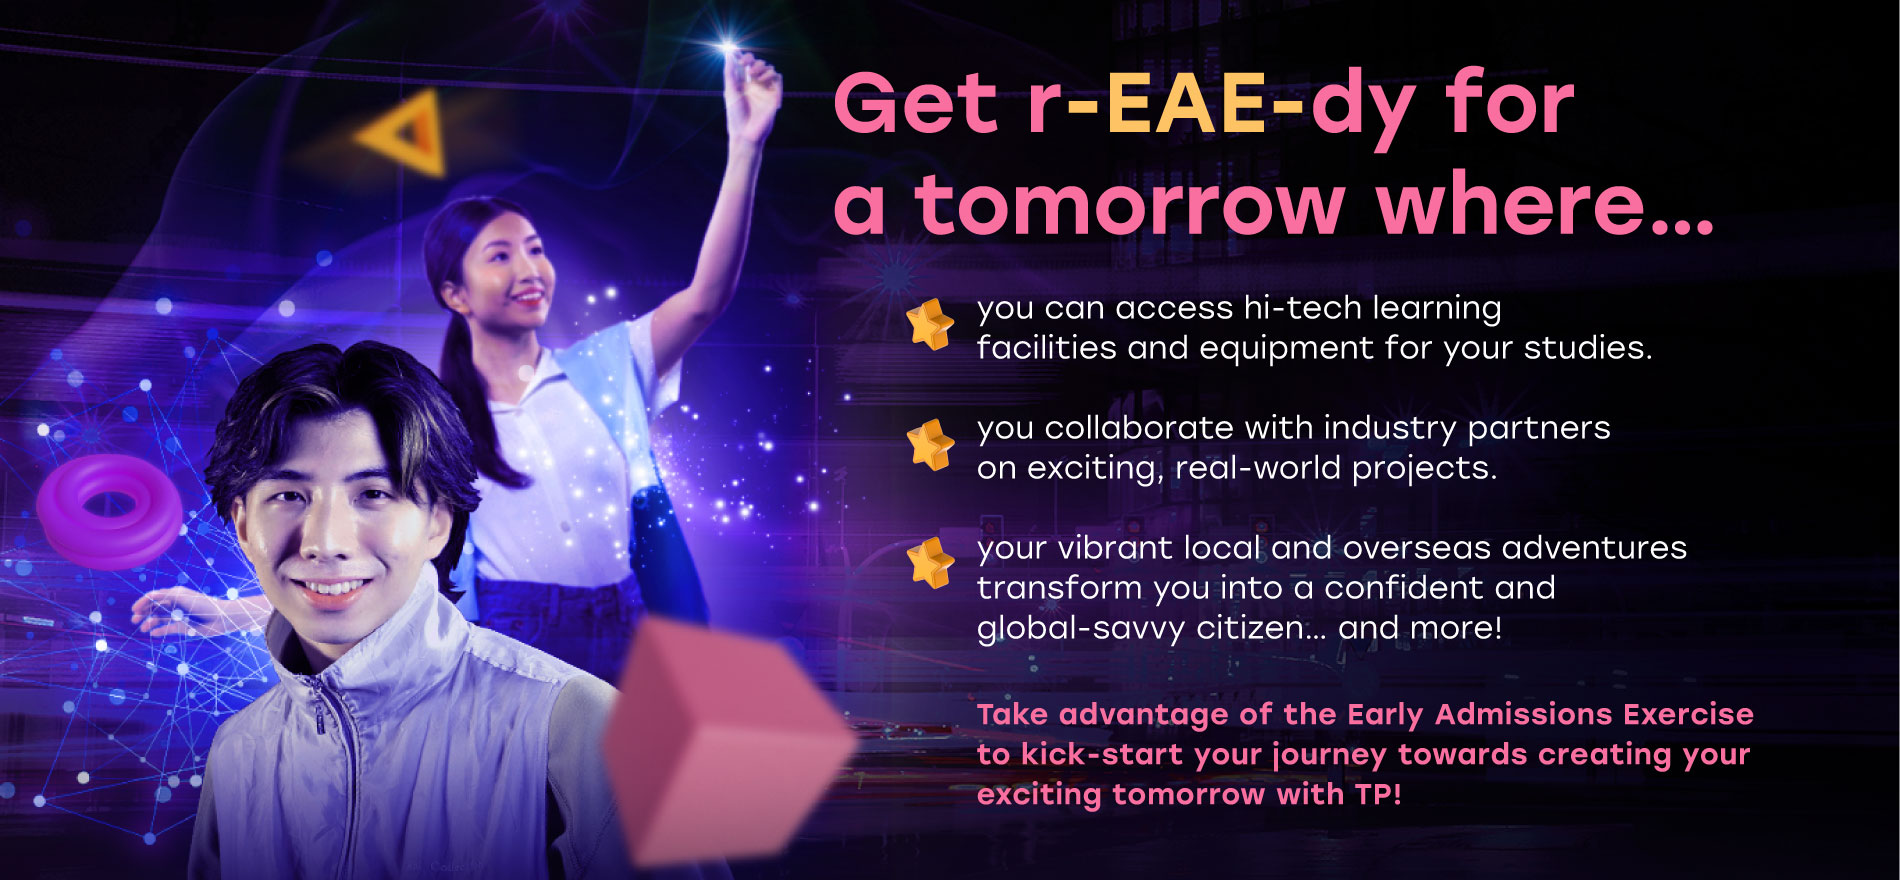 Get r-EAE-dy for
a tomorrow where...
you can access hi-tech learning
facilities and equipment for your studies.
you collaborate with industry partners
on exciting, real-world projects.
your vibrant local and overseas adventures
transform you into a confident and
global-savvy citizen... and more!
Take advantage of the Early Admissions Exercise
to kick-start your journey towards creating your
exciting tomorrow with TP!